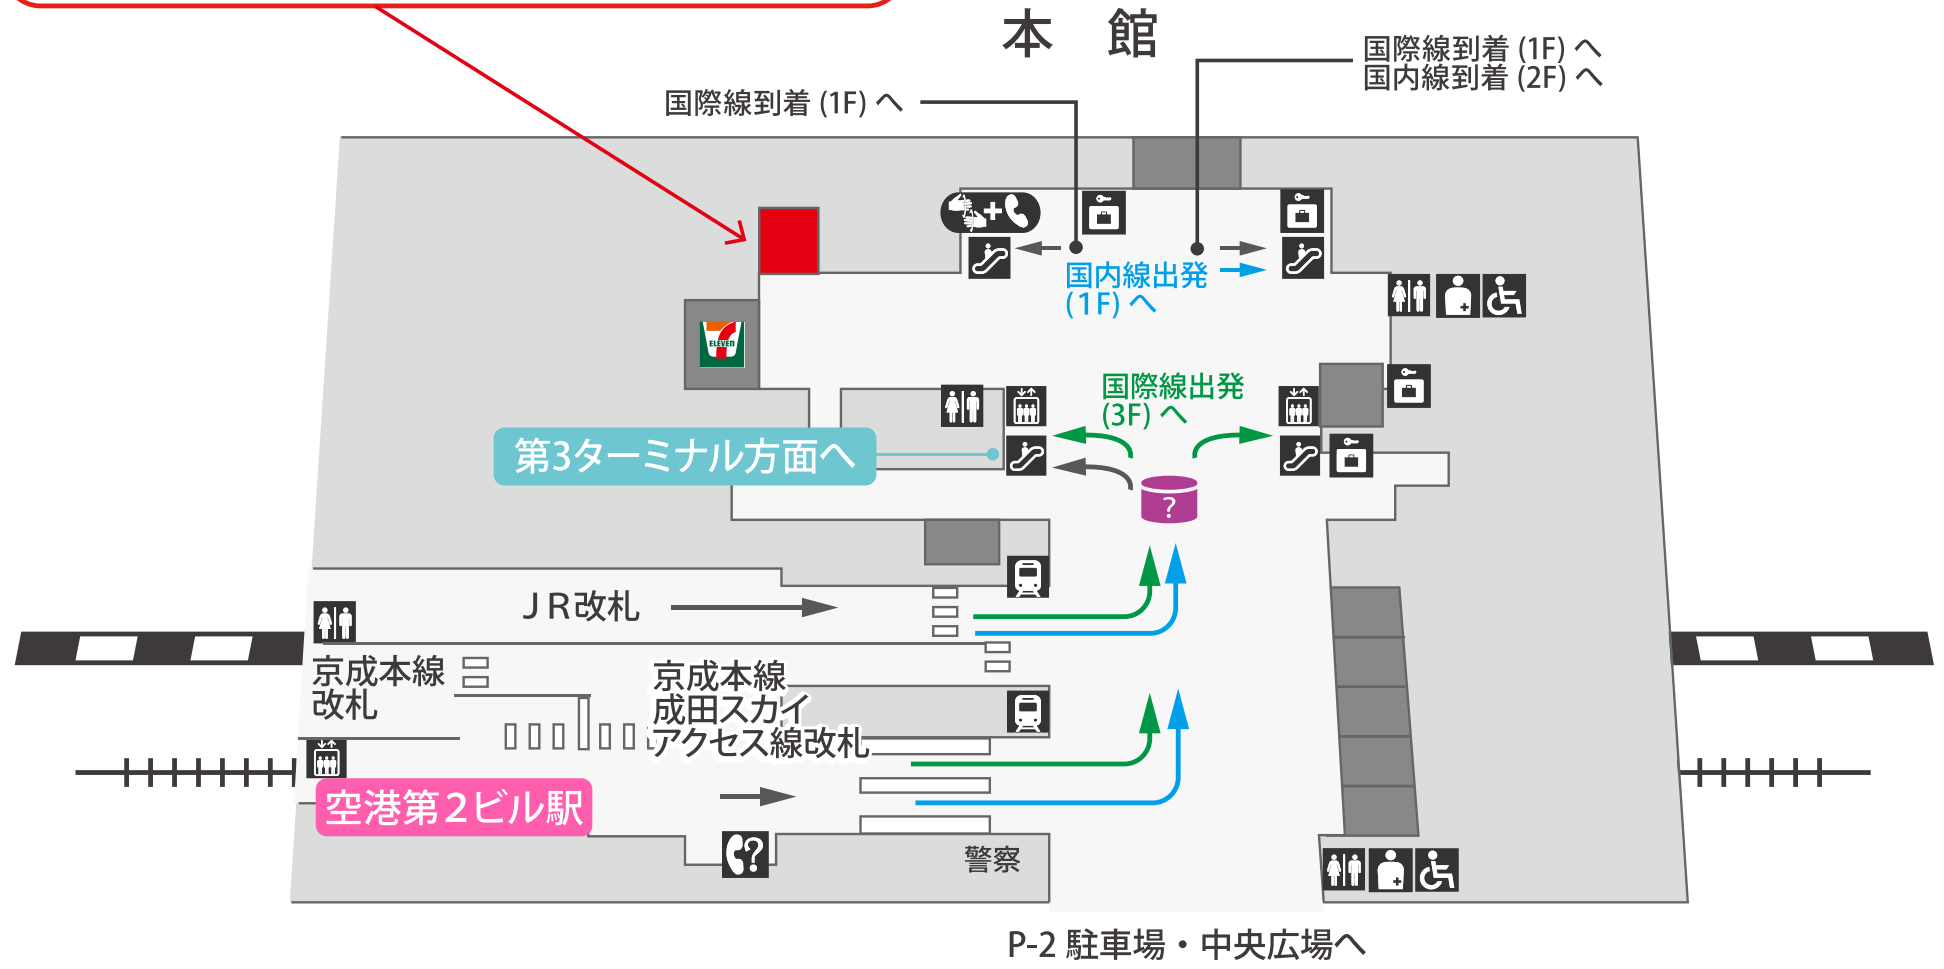 本 館
国際線到着 (1F) へ
国内線到着 (2F) へ
国際線到着 (1F) へ
国内線出発
(1F) へ
ELEVEN
国際線出発
(3F) へ
第3ターミナル方面へ
?
JR改札
京成本線
改札
京成本線
成田スカイ
アクセス線改札
空港第2ビル駅
?
警察
P-2 駐車場・中央広場へ